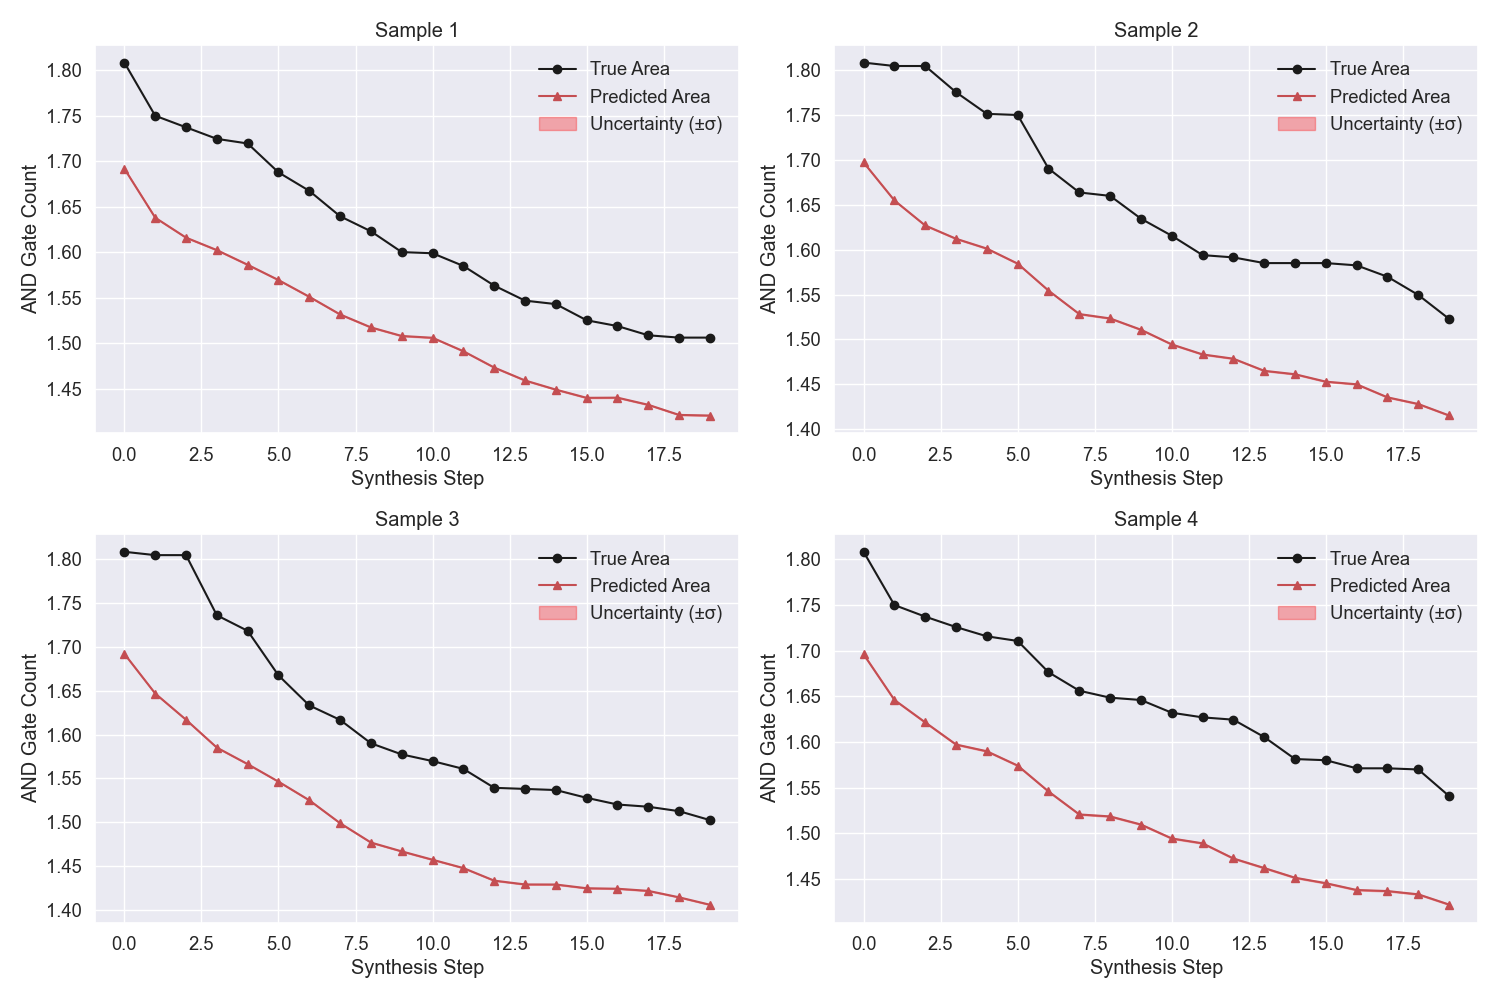 Sample 1
True Area
Predicted Area
Uncertainty (±σ)
AND Gate Count
1.80
1.75
1.70
1.65
1.60
1.55
1.50
1.45
0.0 2.5 5.0 7.5 10.0 12.5 15.0 17.5
Synthesis Step
Sample 2
True Area
Predicted Area
Uncertainty (±σ)
AND Gate Count
1.80
1.75
1.70
1.65
1.60
1.55
1.50
1.45
1.40
0.0 2.5 5.0 7.5 10.0 12.5 15.0 17.5
Synthesis Step
Sample 3
True Area
Predicted Area
Uncertainty (±σ)
AND Gate Count
1.80
1.75
1.70
1.65
1.60
1.55
1.50
1.45
1.40
0.0 2.5 5.0 7.5 10.0 12.5 15.0 17.5
Synthesis Step
Sample 4
True Area
Predicted Area
Uncertainty (±σ)
AND Gate Count
1.80
1.75
1.70
1.65
1.60
1.55
1.50
1.45
0.0 2.5 5.0 7.5 10.0 12.5 15.0 17.5
Synthesis Step